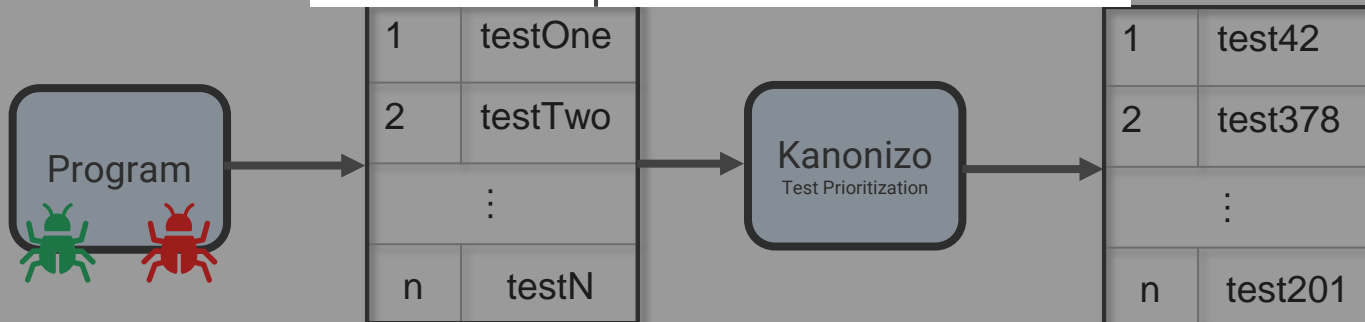 Program
1 testOne
2 testTwo
⋮
n testN
Kanonizo
Test Prioritization
1 test42
2 test378
⋮
n test201